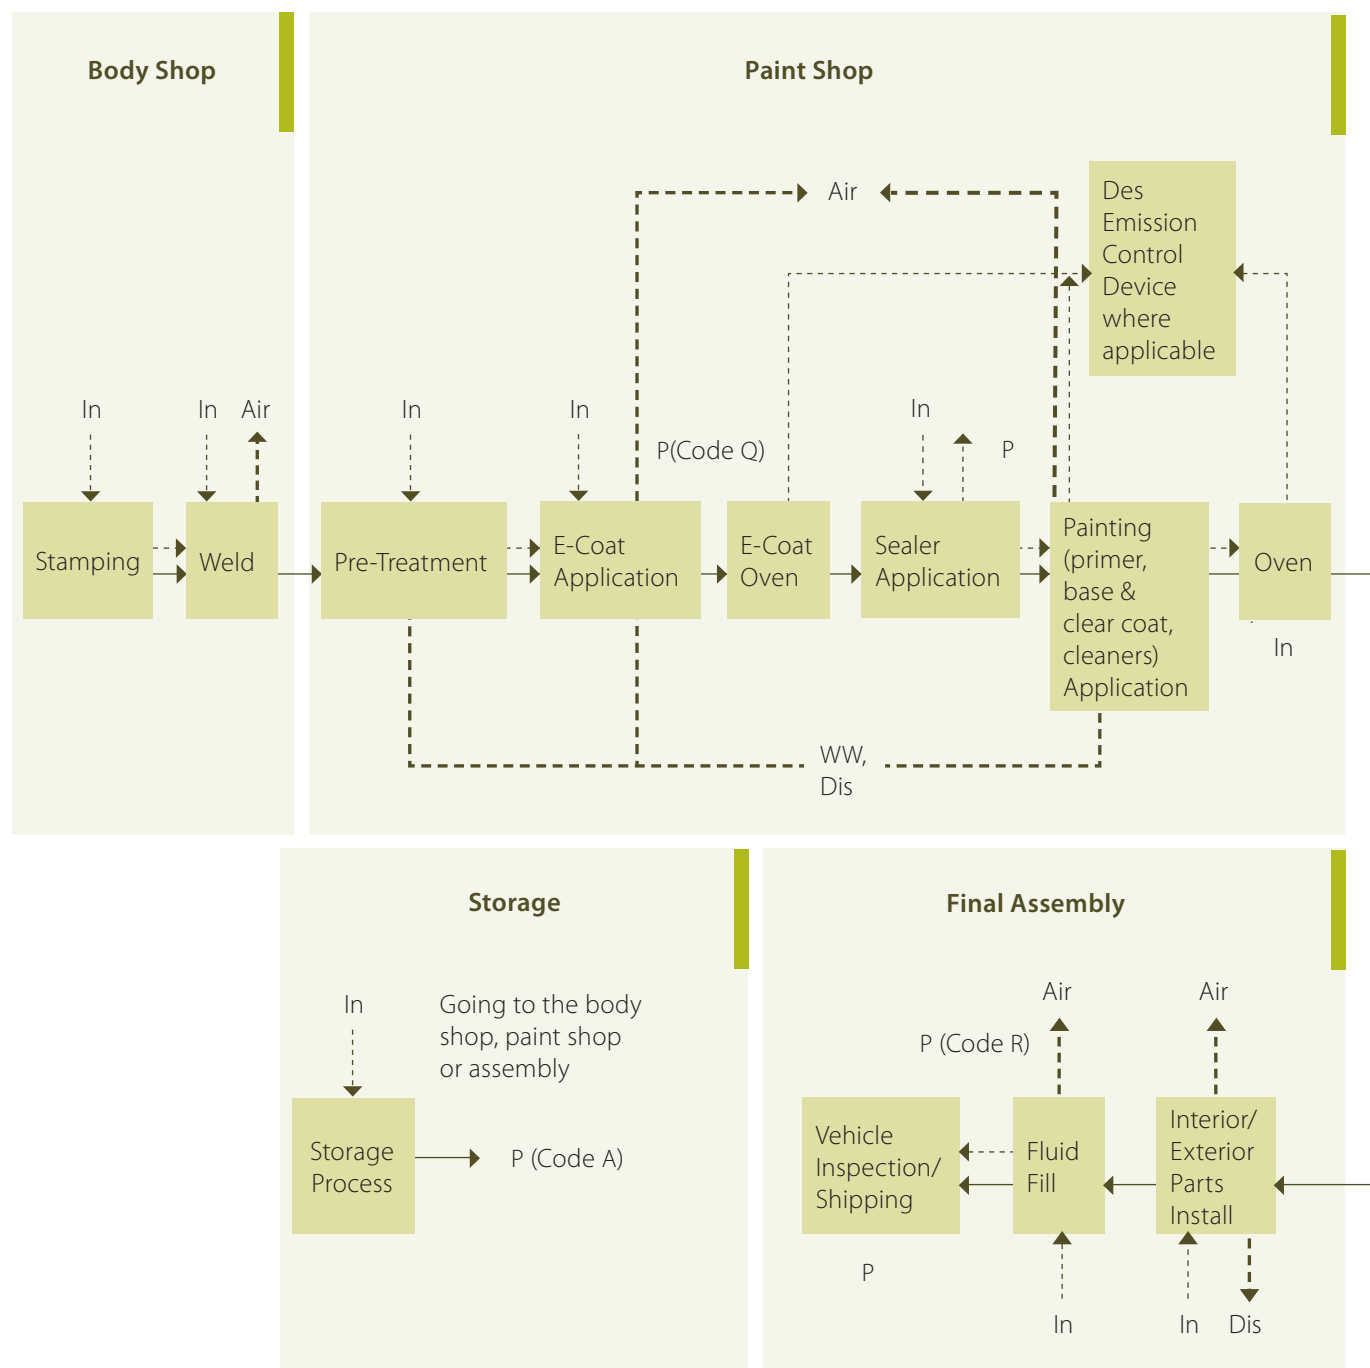 Body Shop
Paint Shop
Air
Des
Emission
Control
Device
where
applicable
In
In
Air
In
In
P(Code Q)
In
P
Stamping
Weld
Pre-Treatment
E-Coat
Application
E-Coat
Oven
Sealer
Application
Painting
(primer,
base &
clear coat,
cleaners)
Application
Oven
In
WW,
Dis
Storage
In
Going to the body
shop, paint shop
or assembly
Storage
Process
P (Code A)
Final Assembly
Air
Air
P (Code R)
Vehicle
Inspection/
Shipping
Fluid
Fill
Interior/
Exterior
Parts
Install
P
In
In
Dis